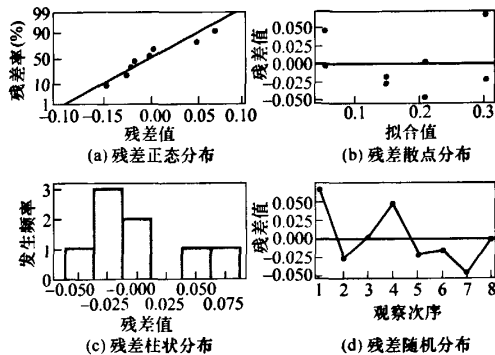 99
90
50
10
1
残差率(%)
-0.10 -0.15 0.00 0.05 0.10
残差值
(a) 残差正态分布
0.050
0.025
0.000
-0.025
-0.050
残差值
0.1 0.2 0.3
拟合值
(b) 残差散点分布
3
2
1
0
发生频率
-0.050 -0.000 0.050
-0.025 0.025 0.075
残差值
(c) 残差柱状分布
0.050
0.025
0.000
-0.025
-0.050
残差值
1 2 3 4 5 6 7 8
观察次序
(d) 残差随机分布